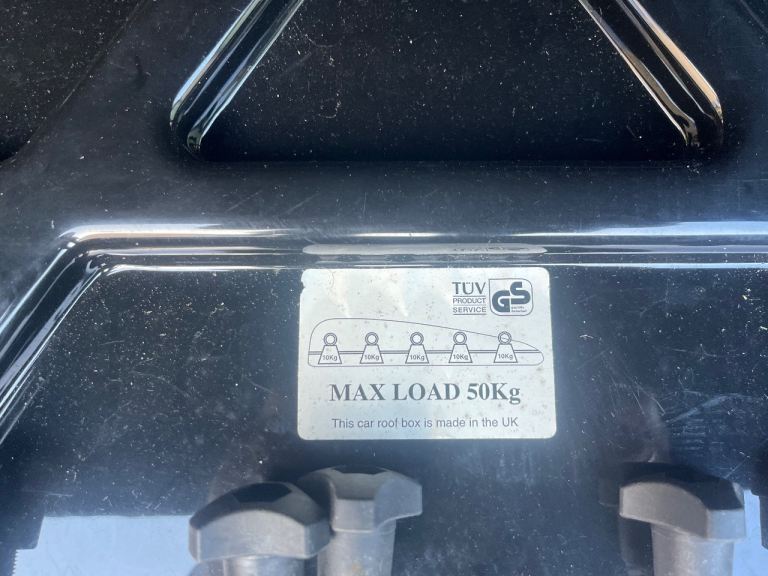 TÜV
PRODUCT
SERVICE
GS
10Kg 10Kg 10Kg 10Kg 10Kg
MAX LOAD 50Kg
This car roof box is made in the UK